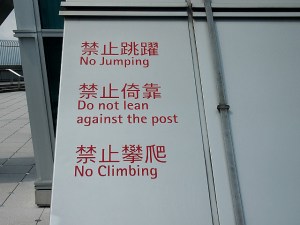 禁止跳躍
No Jumping
禁止倚靠
Do not lean
against the post
禁止攀爬
No Climbing